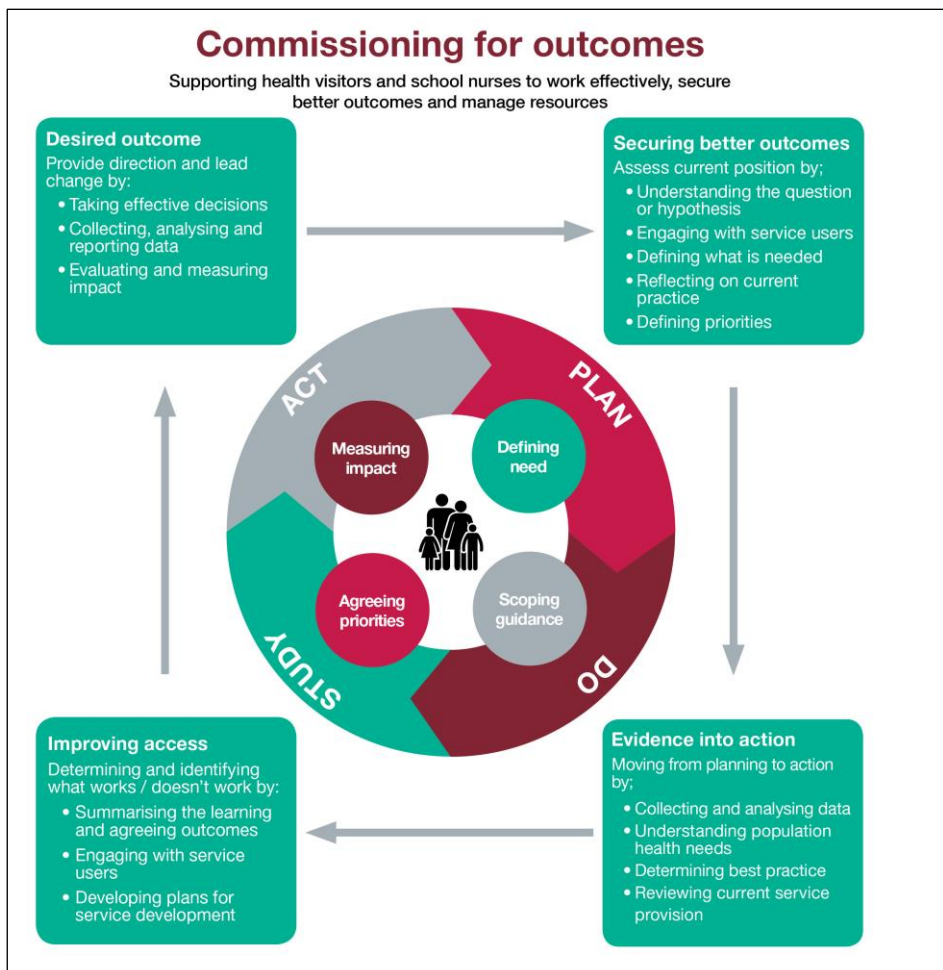 Commissioning for outcomes
Supporting health visitors and school nurses to work effectively, secure
better outcomes and manage resources
Desired outcome
Provide direction and lead
change by:
• Taking effective decisions
• Collecting, analysing and
reporting data
• Evaluating and measuring
impact
Securing better outcomes
Assess current position by;
• Understanding the question
or hypothesis
• Engaging with service users
• Defining what is needed
• Reflecting on current
practice
• Defining priorities
ACT
PLAN
Measuring
impact
Defining
need
Agreeing
priorities
Scoping
guidance
STUDY
DO
Improving access
Determining and identifying
what works / doesn't work by:
• Summarising the learning
and agreeing outcomes
• Engaging with service
users
• Developing plans for
service development
Evidence into action
Moving from planning to action
by;
• Collecting and analysing data
• Understanding population
health needs
• Determining best practice
• Reviewing current service
provision